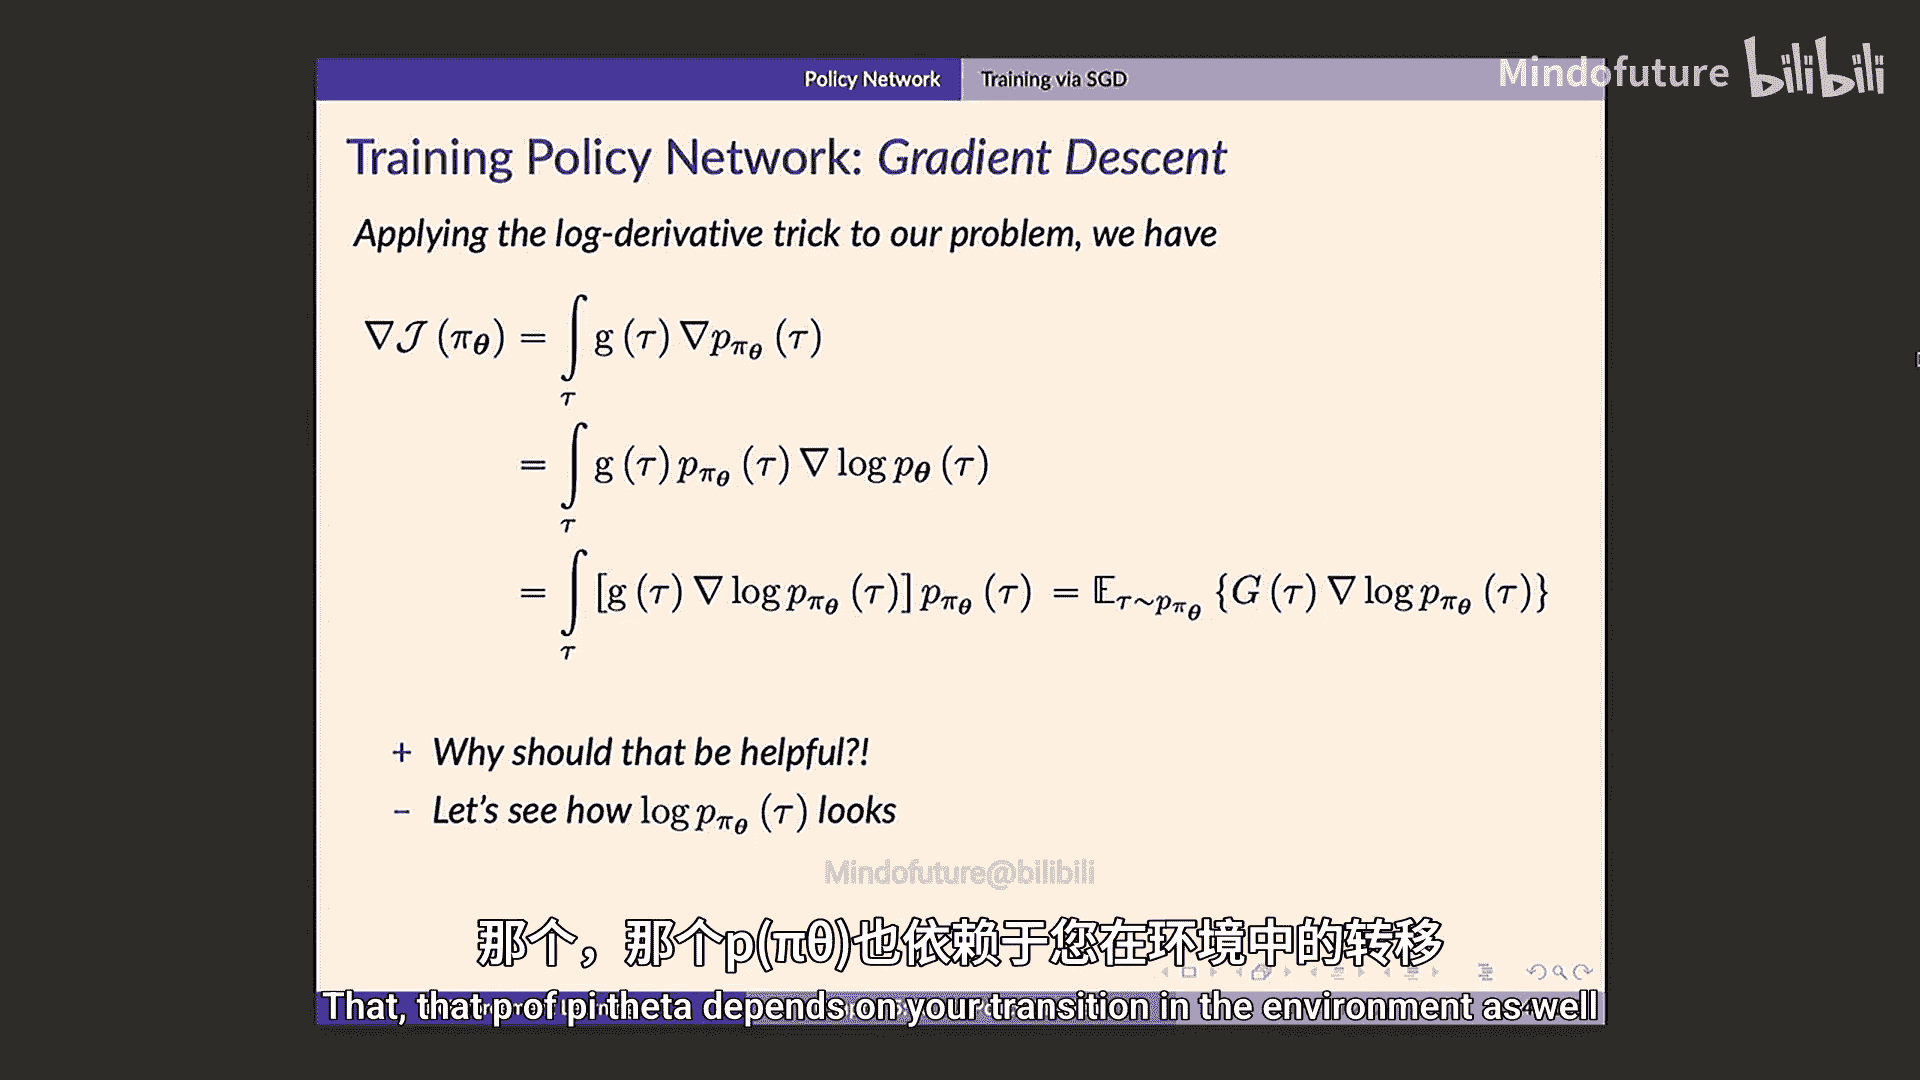 Policy Network
Training via SGD
Mindofuture bilibili
Training Policy Network: Gradient Descent
Applying the log-derivative trick to our problem, we have
∇𝒥 (π_θ) = ∫_τ g (τ) ∇p_{π_θ} (τ)
= ∫_τ g (τ) p_{π_θ} (τ) ∇ log p_θ (τ)
= ∫_τ [g (τ) ∇ log p_{π_θ} (τ)] p_{π_θ} (τ) = 𝔼_{τ∼p_{π_θ}} {G (τ) ∇ log p_{π_θ} (τ)}
+ Why should that be helpful?!
– Let's see how log p_{π_θ} (τ) looks
Mindofuture@bilibili
那个，那个p(πθ)也依赖于您在环境中的转移
That, that p of pi theta depends on your transition in the environment as well